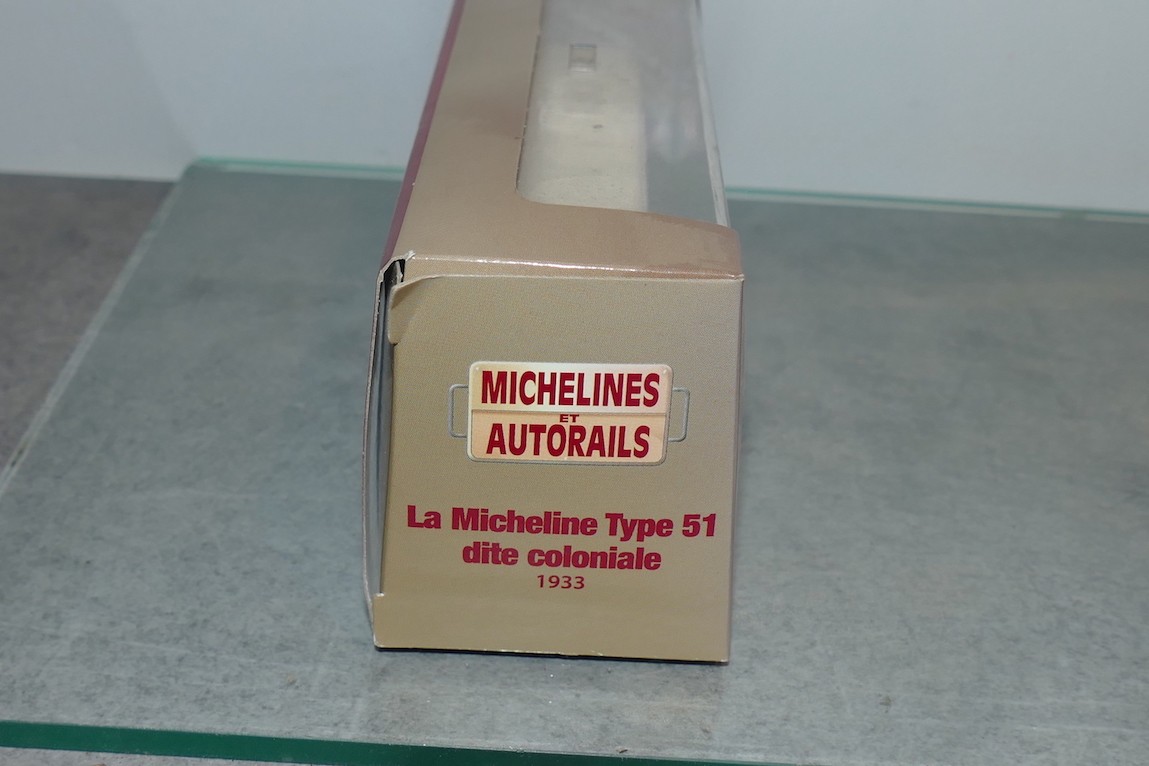 MICHELINES
ET
AUTORAILS
La Micheline Type 51
dite coloniale
1933